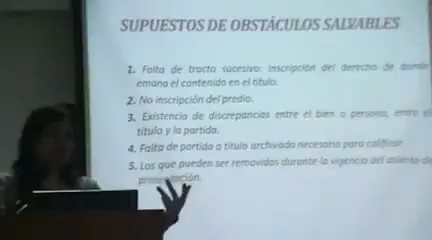 SUPUESTOS DE OBSTÁCULOS SALVABLES
1. Falta de tracto sucesivo: Inscripción del derecho de donde
emana el contenido en el título.
2. No inscripción del predio.
3. Existencia de discrepancias entre el bien o persona, entre el
título y la partida.
4. Falta de partida o título archivado necesario para calificar
5. Los que pueden ser removidos durante la vigencia del asiento de